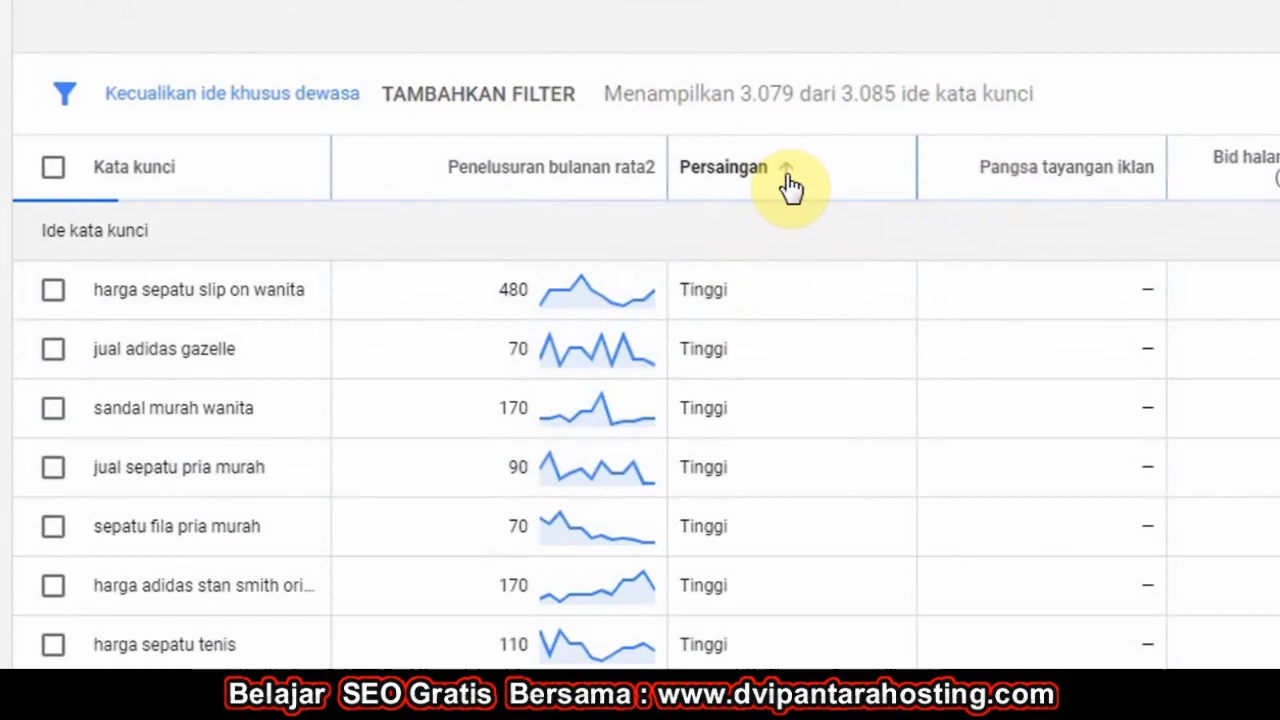 Kecualikan ide khusus dewasa TAMBAHKAN FILTER Menampilkan 3.079 dari 3.085 ide kata kunci
Kata kunci Penelusuran bulanan rata2 Persaingan Pangsa tayangan iklan Bid halan
(
Ide kata kunci
harga sepatu slip on wanita 480 Tinggi –
jual adidas gazelle 70 Tinggi –
sandal murah wanita 170 Tinggi –
jual sepatu pria murah 90 Tinggi –
sepatu fila pria murah 70 Tinggi –
harga adidas stan smith ori... 170 Tinggi –
harga sepatu tenis 110 Tinggi
Belajar SEO Gratis Bersama : www.dvipantarahosting.com